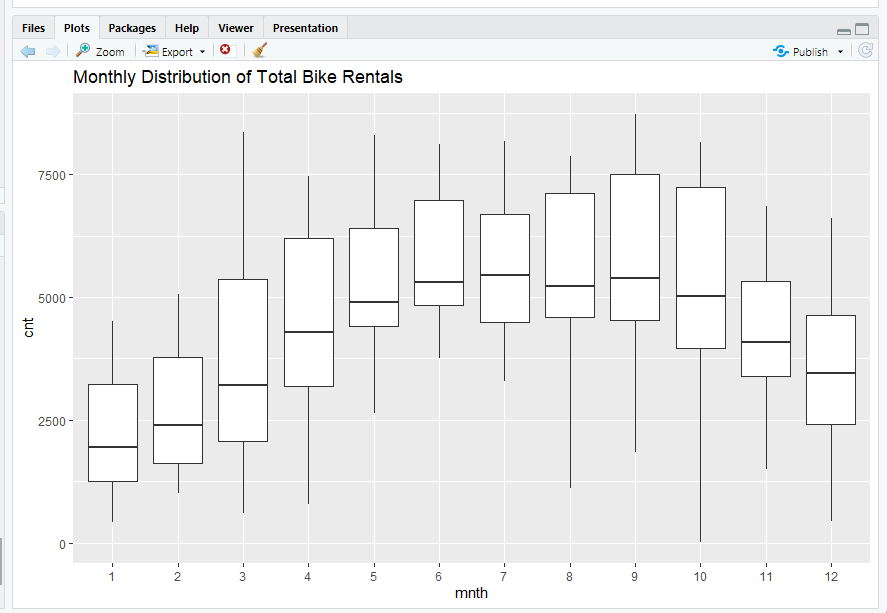 Files Plots Packages Help Viewer Presentation
Zoom Export Publish
Monthly Distribution of Total Bike Rentals
7500
5000
2500
0
cnt
1 2 3 4 5 6 7 8 9 10 11 12
mnth